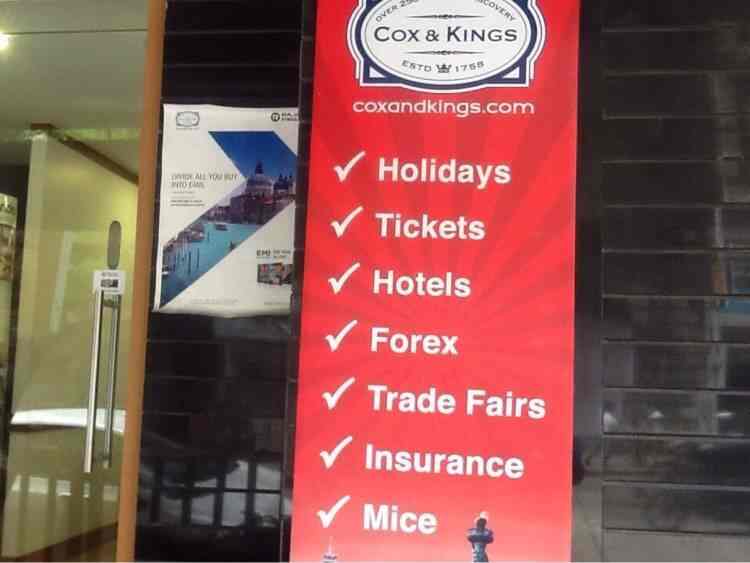 COX & KINGS
ESTD 1758
coxandkings.com
Holidays
Tickets
Hotels
Forex
Trade Fairs
Insurance
Mice
DIVIDE ALL YOU BUY
INTO EMI.
EMI